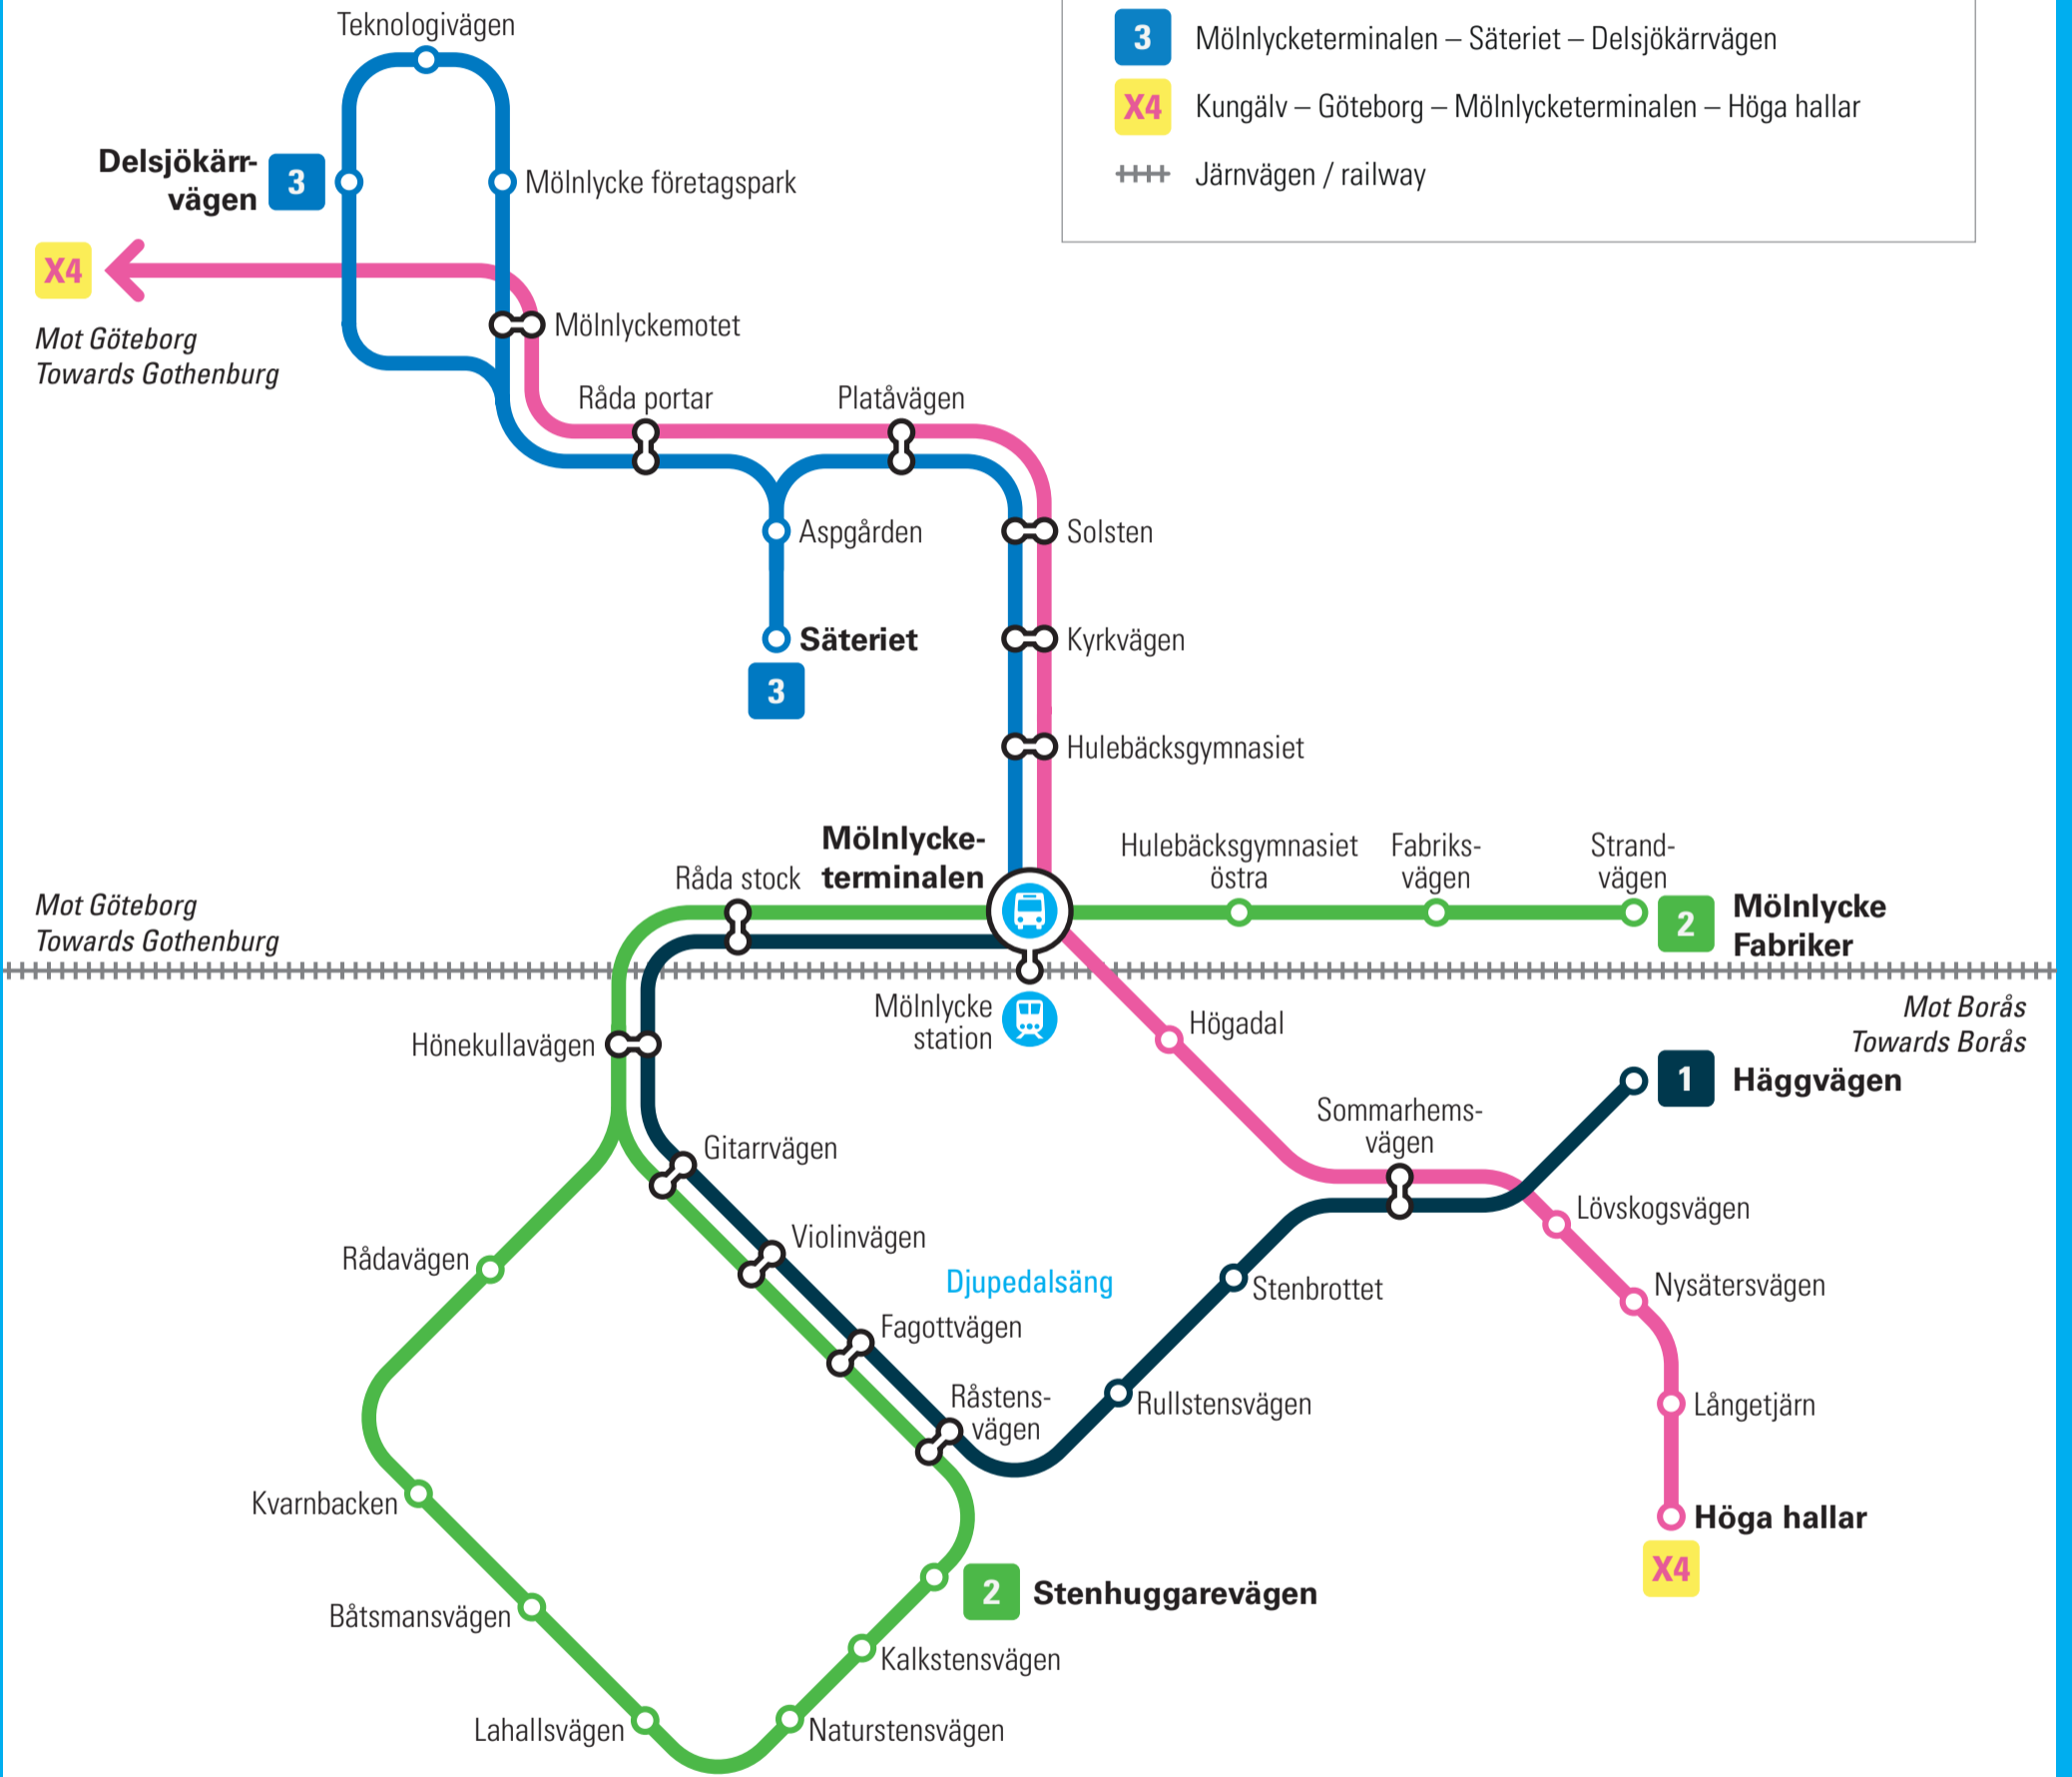 Teknologivägen
3 Mölnlycketerminalen – Säteriet – Delsjökärrvägen
X4 Kungälv – Göteborg – Mölnlycketerminalen – Höga hallar
Järnvägen / railway
Delsjökärr-
vägen
3
Mölnlycke företagspark
X4
Mot Göteborg
Towards Gothenburg
Mölnlyckemotet
Råda portar
Platåvägen
Aspgården
Solsten
Säteriet
3
Kyrkvägen
Hulebäcksgymnasiet
Mölnlycke-
terminalen
Råda stock
Hulebäcksgymnasiet
östra
Fabriks-
vägen
Strand-
vägen
2
Mölnlycke
Fabriker
Mot Göteborg
Towards Gothenburg
Mölnlycke
station
Högadal
Mot Borås
Towards Borås
Hönekullavägen
1 Häggvägen
Sommarhems-
vägen
Gitarrvägen
Lövskogsvägen
Violinvägen
Rådavägen
Djupedalsäng
Stenbrottet
Nysätersvägen
Fagottvägen
Råstens-
vägen
Rullstensvägen
Långetjärn
Kvarnbacken
Höga hallar
X4
2 Stenhuggarevägen
Båtsmansvägen
Kalkstensvägen
Lahallsvägen
Naturstensvägen